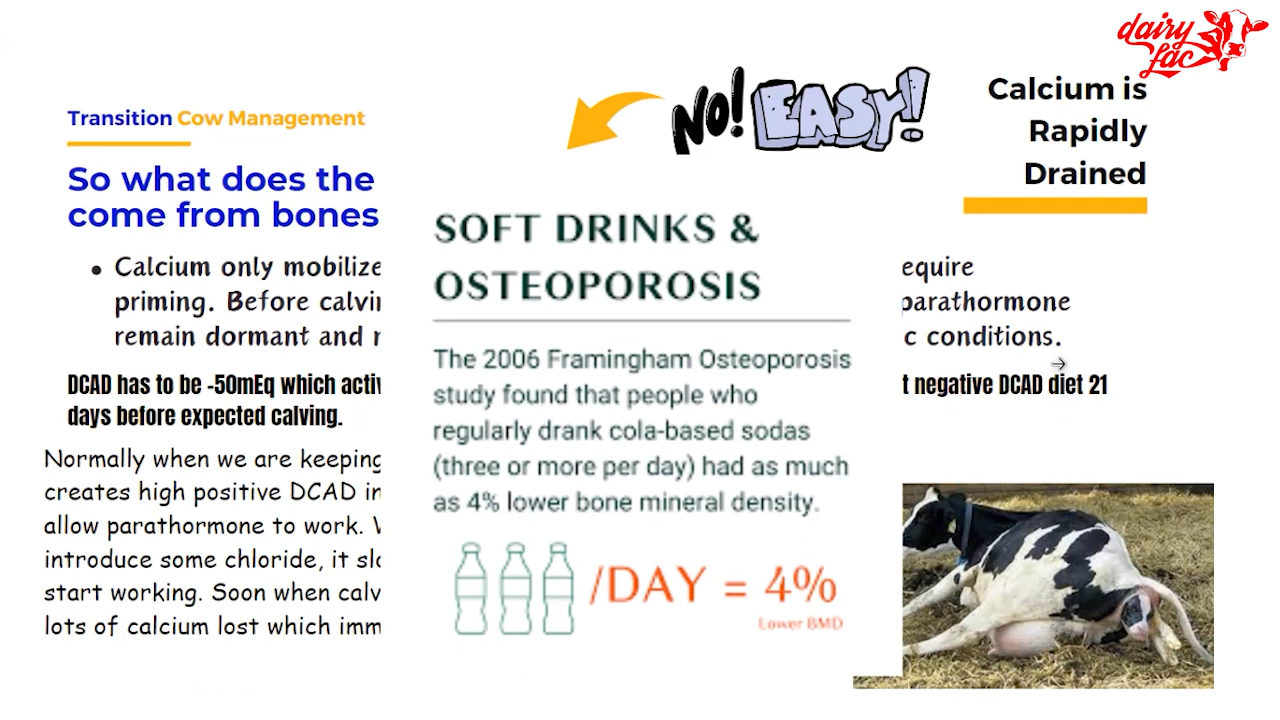 dairy
fac
Transition Cow Management
NO! EASY!
Calcium is
Rapidly
Drained
So what does the
come from bones
Calcium only mobilize
priming. Before calvi
remain dormant and
equire
parathormone
c conditions.
DCAD has to be -50mEq which activ
days before expected calving.
t negative DCAD diet 21
Normally when we are keeping
creates high positive DCAD in
allow parathormone to work.
introduce some chloride, it slo
start working. Soon when calv
lots of calcium lost which imm
SOFT DRINKS &
OSTEOPOROSIS
The 2006 Framingham Osteoporosis
study found that people who
regularly drank cola-based sodas
(three or more per day) had as much
as 4% lower bone mineral density.
/DAY = 4%
Lower BMD